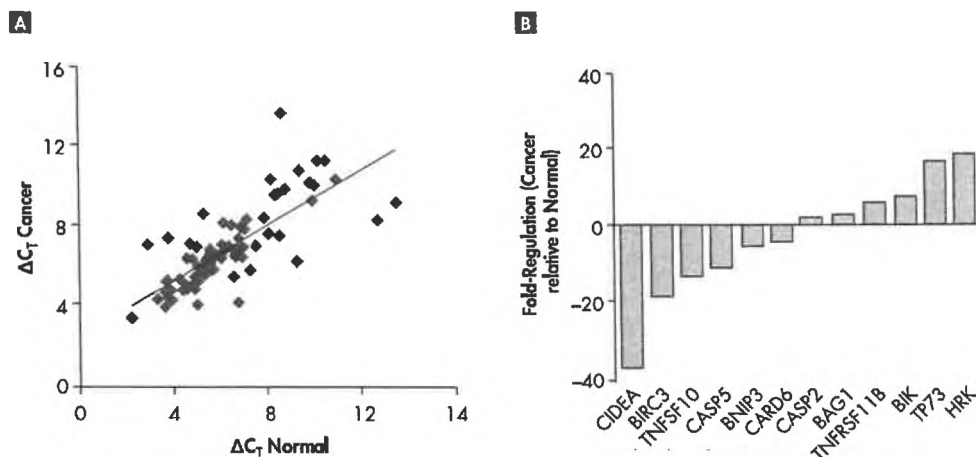 A
16
12
8
4
0
ΔCT Cancer
0
4
8
12
14
ΔCT Normal
B
40
20
0
−20
−40
Fold-Regulation (Cancer
relative to Normal)
CIDEA
BIRC3
TNFSF10
CASP5
BNIP3
CARD6
CASP2
BAG1
TNFRSF11B
BIK
TP73
HRK